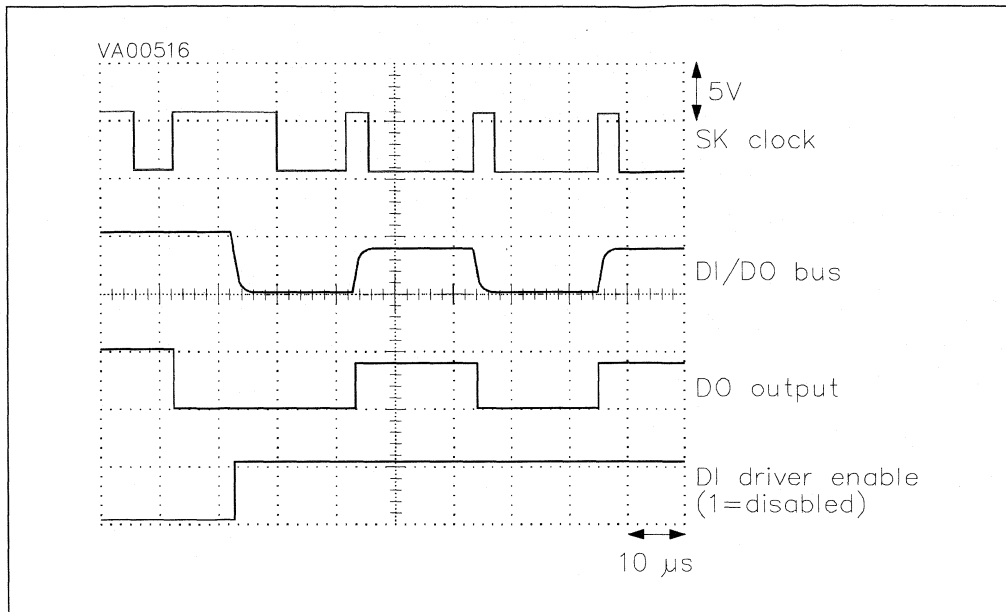 VA00516
5V
SK clock
DI/DO bus
DO output
DI driver enable
(1=disabled)
10 µs